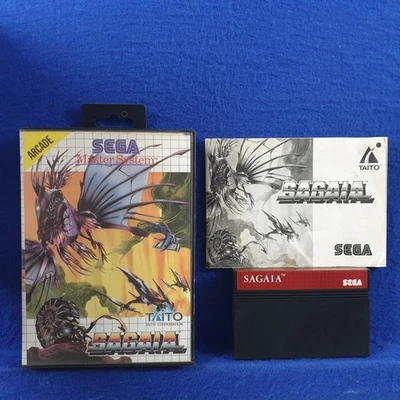 ARCADE
SEGA
Master System
TAITO
TAITO CORPORATION
SAGAIA
TAITO
SAGAIA
SEGA
SAGAIA™
SEGA